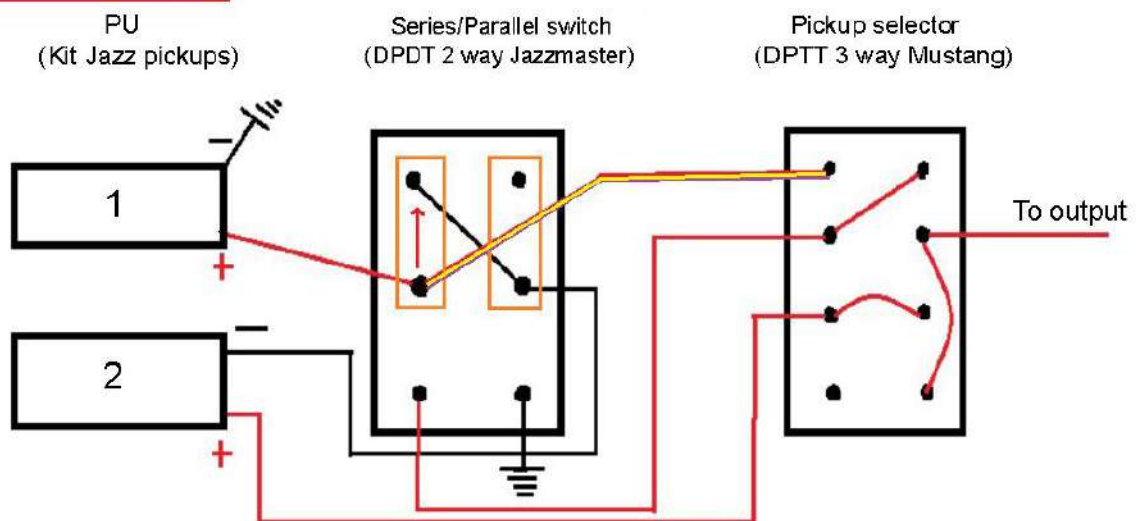 PU
(Kit Jazz pickups)
Series/Parallel switch
(DPDT 2 way Jazzmaster)
Pickup selector
(DPTT 3 way Mustang)
−
1
+
To output
−
2
+